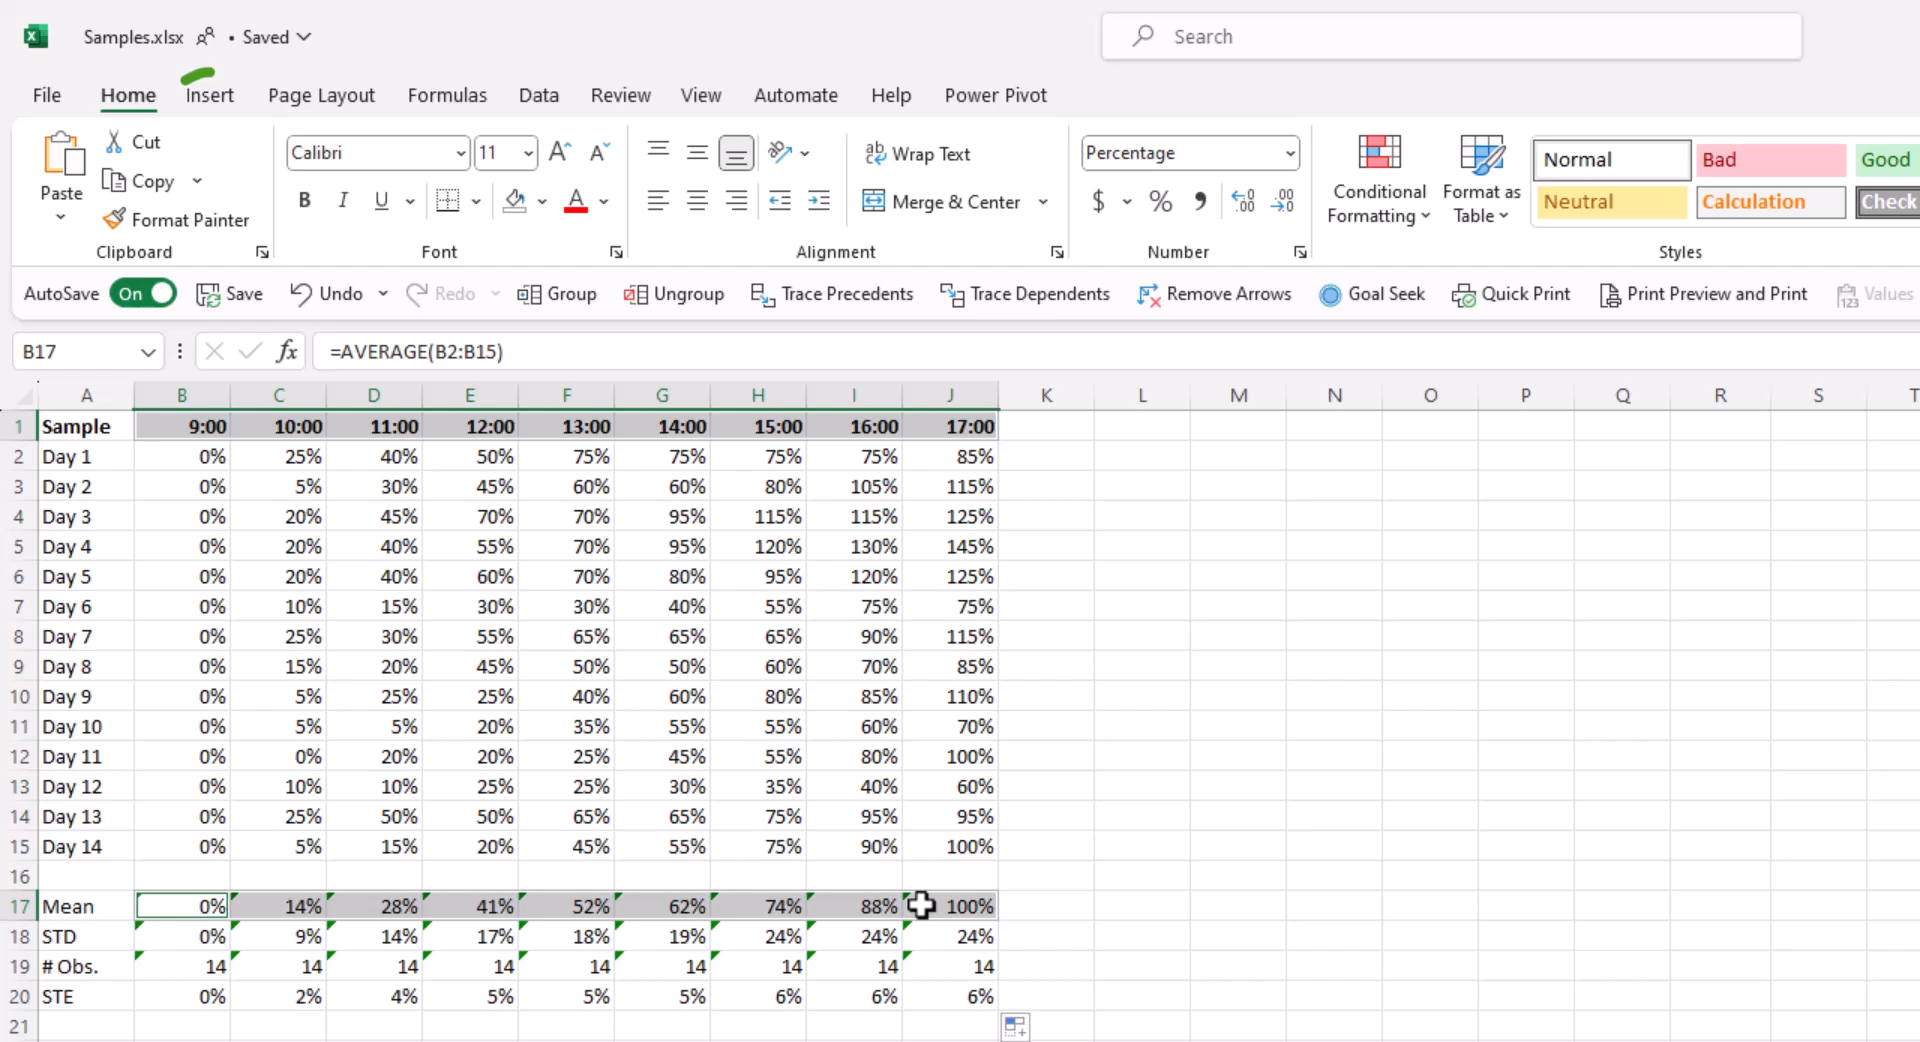 Samples.xlsx • Saved
Search
File Home Insert Page Layout Formulas Data Review View Automate Help Power Pivot
Paste
Cut
Copy
Format Painter
Clipboard
Calibri 11
B I U A
Font
Wrap Text
Merge & Center
Alignment
Percentage
$ % 9 .00
Number
Conditional Formatting
Format as Table
Normal Bad Good
Neutral Calculation Check
Styles
AutoSave On Save Undo Redo Group Ungroup Trace Precedents Trace Dependents Remove Arrows Goal Seek Quick Print Print Preview and Print Values
B17 fx =AVERAGE(B2:B15)
A B C D E F G H I J K L M N O P Q R S T
1 Sample 9:00 10:00 11:00 12:00 13:00 14:00 15:00 16:00 17:00
2 Day 1 0% 25% 40% 50% 75% 75% 75% 75% 85%
3 Day 2 0% 5% 30% 45% 60% 60% 80% 105% 115%
4 Day 3 0% 20% 45% 70% 70% 95% 115% 115% 125%
5 Day 4 0% 20% 40% 55% 70% 95% 120% 130% 145%
6 Day 5 0% 20% 40% 60% 70% 80% 95% 120% 125%
7 Day 6 0% 10% 15% 30% 30% 40% 55% 75% 75%
8 Day 7 0% 25% 30% 55% 65% 65% 65% 90% 115%
9 Day 8 0% 15% 20% 45% 50% 50% 60% 70% 85%
10 Day 9 0% 5% 25% 25% 40% 60% 80% 85% 110%
11 Day 10 0% 5% 5% 20% 35% 55% 55% 60% 70%
12 Day 11 0% 0% 20% 20% 25% 45% 55% 80% 100%
13 Day 12 0% 10% 10% 25% 25% 30% 35% 40% 60%
14 Day 13 0% 25% 50% 50% 65% 65% 75% 95% 95%
15 Day 14 0% 5% 15% 20% 45% 55% 75% 90% 100%
16
17 Mean 0% 14% 28% 41% 52% 62% 74% 88% 100%
18 STD 0% 9% 14% 17% 18% 19% 24% 24% 24%
19 # Obs. 14 14 14 14 14 14 14 14 14
20 STE 0% 2% 4% 5% 5% 5% 6% 6% 6%
21